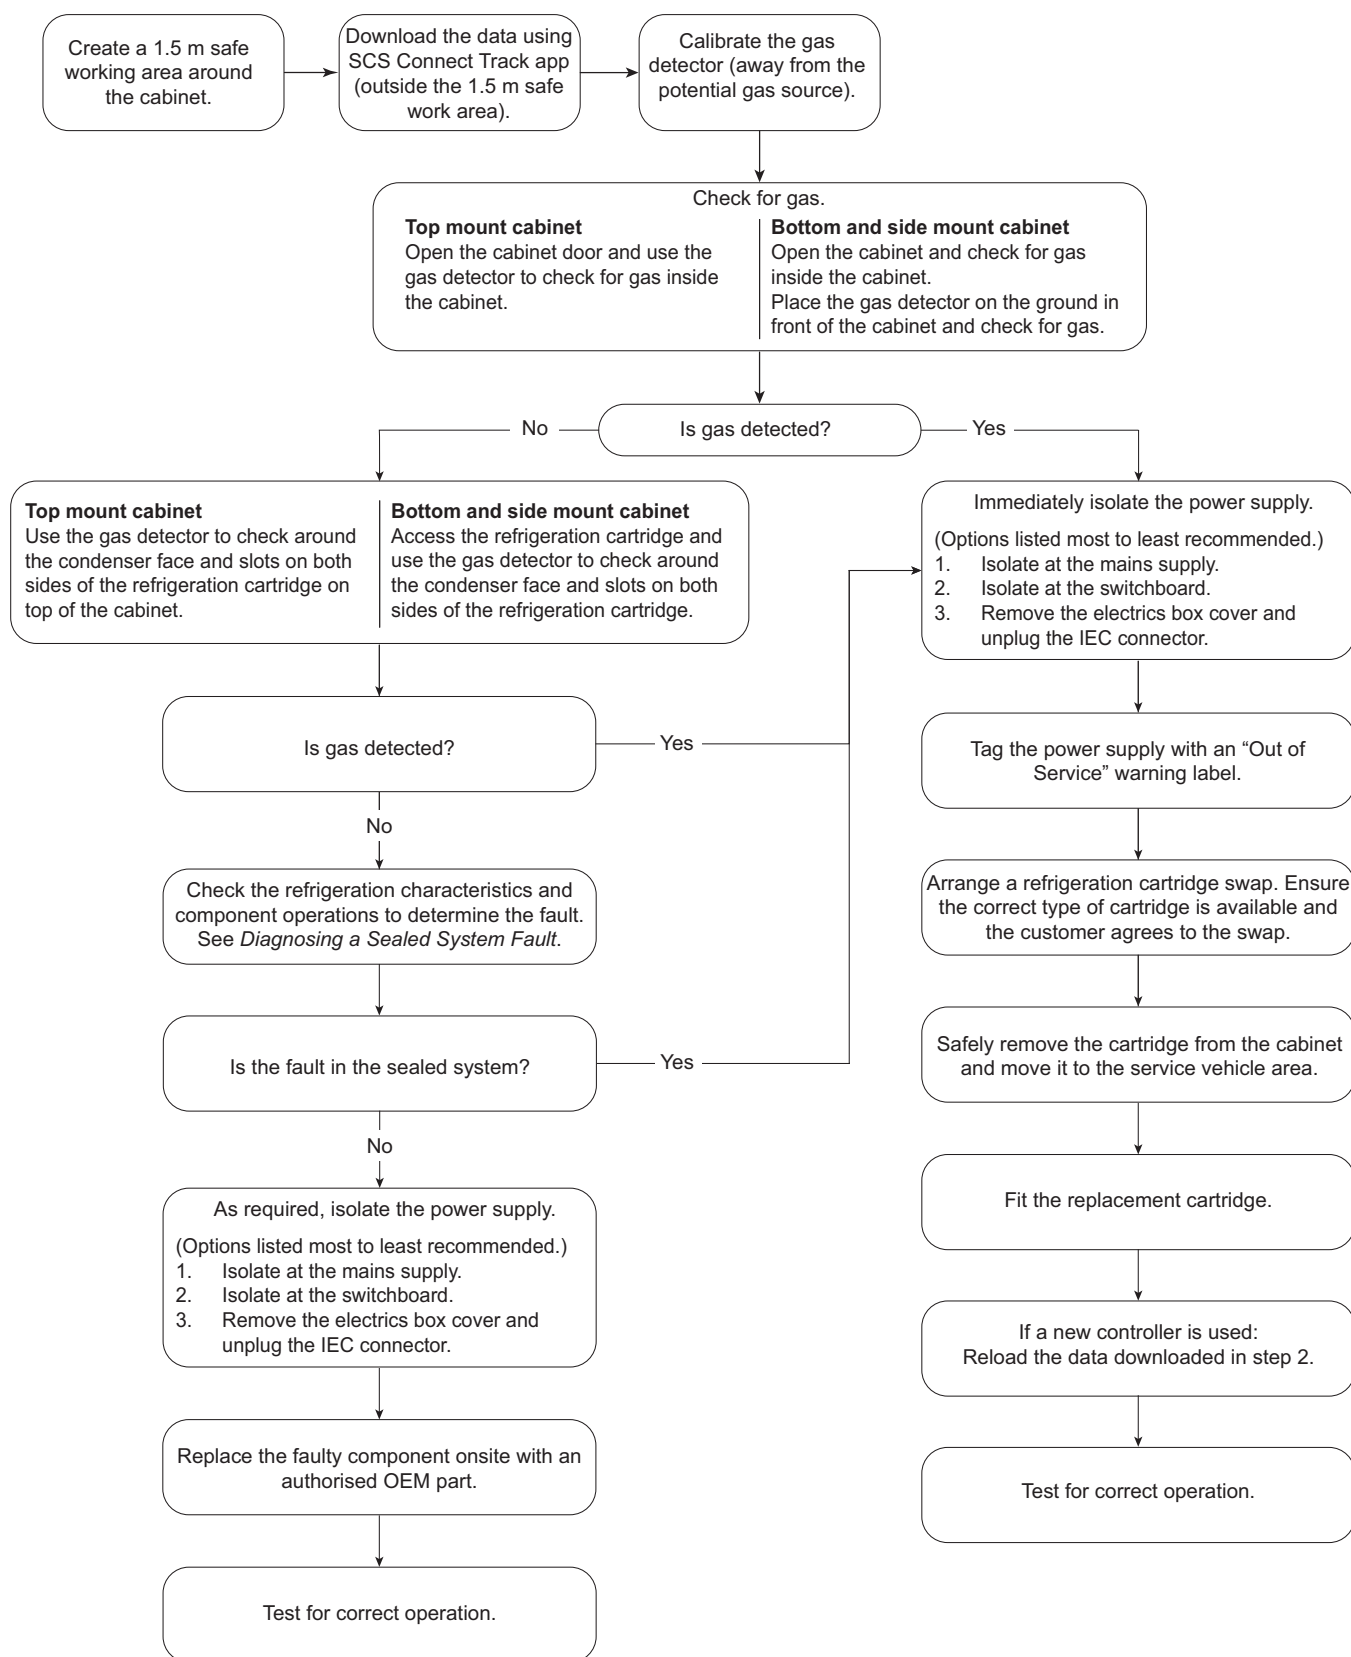 Create a 1.5 m safe
working area around
the cabinet.
Download the data using
SCS Connect Track app
(outside the 1.5 m safe
work area).
Calibrate the gas
detector (away from the
potential gas source).
Check for gas.
Top mount cabinet
Open the cabinet door and use the
gas detector to check for gas inside
the cabinet.
Bottom and side mount cabinet
Open the cabinet and check for gas
inside the cabinet.
Place the gas detector on the ground in
front of the cabinet and check for gas.
Is gas detected?
No
Yes
Top mount cabinet
Use the gas detector to check around
the condenser face and slots on both
sides of the refrigeration cartridge on
top of the cabinet.
Bottom and side mount cabinet
Access the refrigeration cartridge and
use the gas detector to check around
the condenser face and slots on both
sides of the refrigeration cartridge.
Is gas detected?
Yes
No
Check the refrigeration characteristics and
component operations to determine the fault.
See Diagnosing a Sealed System Fault.
Is the fault in the sealed system?
Yes
No
As required, isolate the power supply.
(Options listed most to least recommended.)
1. Isolate at the mains supply.
2. Isolate at the switchboard.
3. Remove the electrics box cover and
unplug the IEC connector.
Replace the faulty component onsite with an
authorised OEM part.
Test for correct operation.
Immediately isolate the power supply.
(Options listed most to least recommended.)
1. Isolate at the mains supply.
2. Isolate at the switchboard.
3. Remove the electrics box cover and
unplug the IEC connector.
Tag the power supply with an “Out of
Service” warning label.
Arrange a refrigeration cartridge swap. Ensure
the correct type of cartridge is available and
the customer agrees to the swap.
Safely remove the cartridge from the cabinet
and move it to the service vehicle area.
Fit the replacement cartridge.
If a new controller is used:
Reload the data downloaded in step 2.
Test for correct operation.